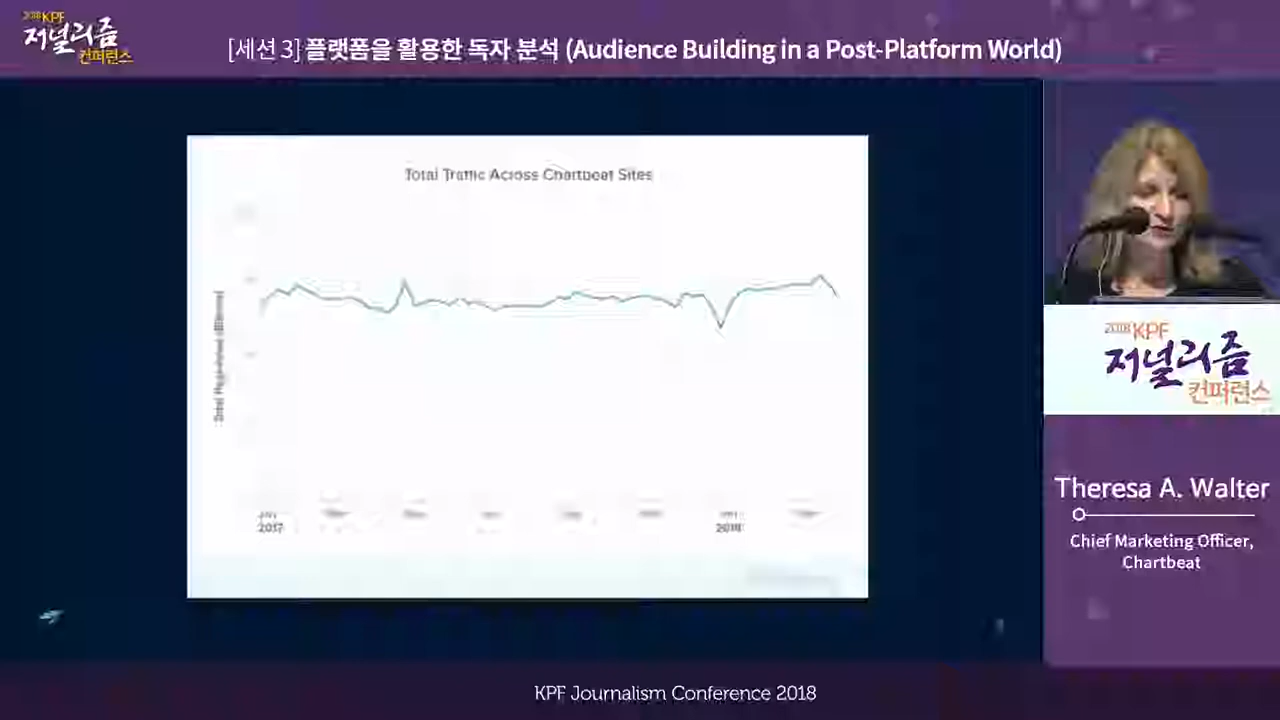 2018 KPF
저널리즘
컨퍼런스
[세션 3] 플랫폼을 활용한 독자 분석 (Audience Building in a Post-Platform World)
Total Traffic Across Chartbeat Sites
2017
2018
2018 KPF
저널리즘
컨퍼런스
Theresa A. Walter
Chief Marketing Officer,
Chartbeat
KPF Journalism Conference 2018